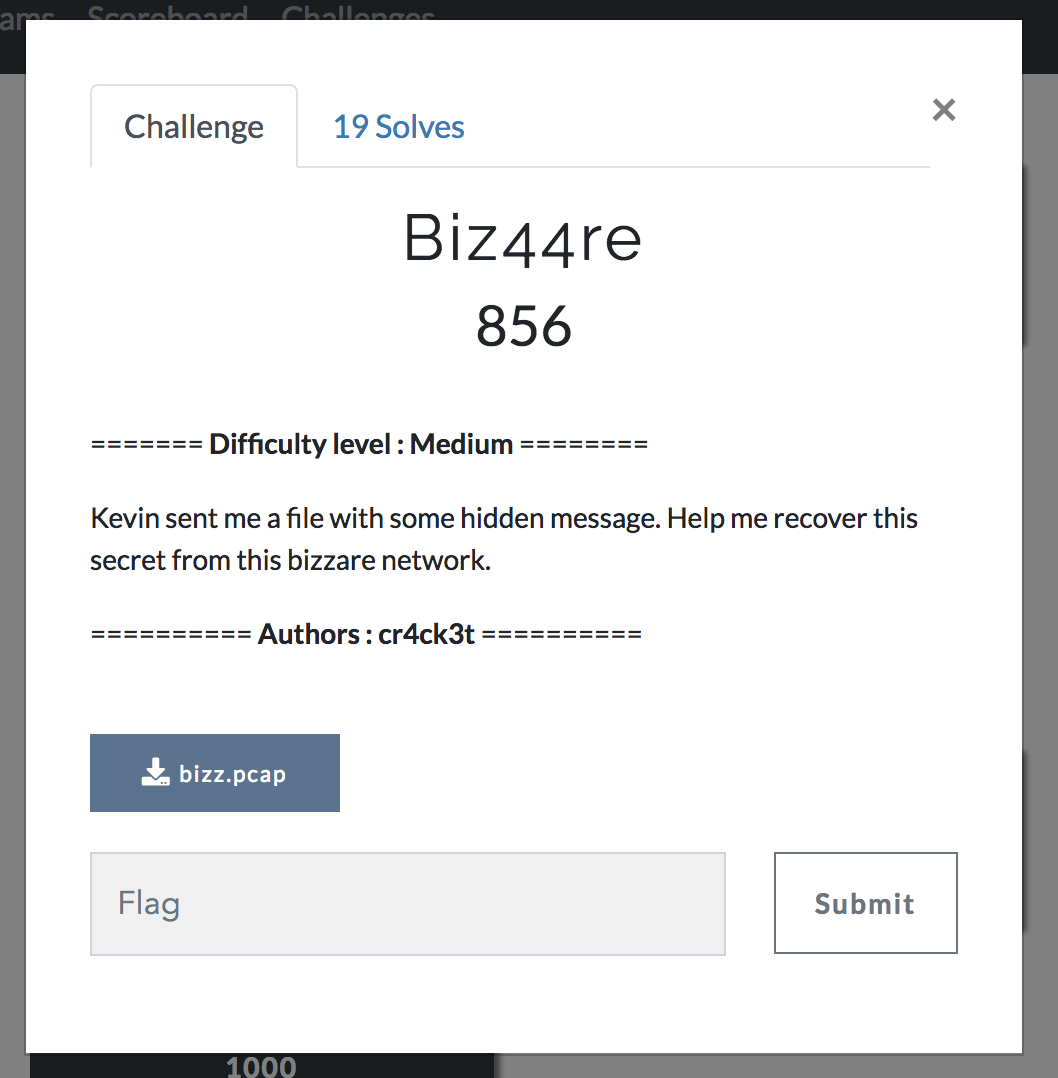 Scoreboard Challenges
Challenge
19 Solves
×
Biz44re
856
======= Difficulty level : Medium ========
Kevin sent me a file with some hidden message. Help me recover this
secret from this bizzare network.
========== Authors : cr4ck3t ==========
bizz.pcap
Flag
Submit
1000